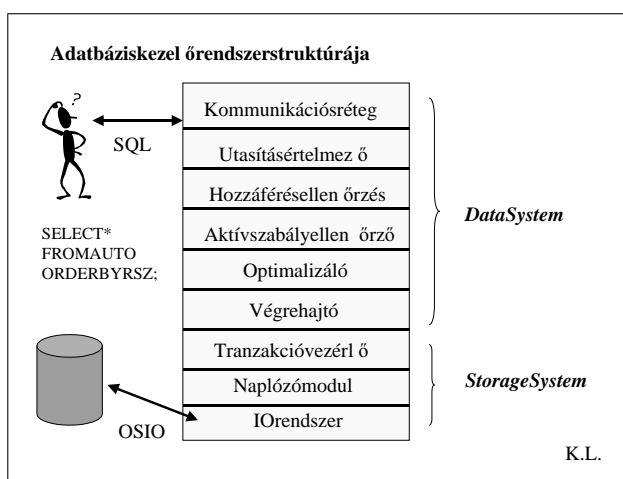 Adatbáziskezel őrendszerstruktúrája
?
Kommunikációsréteg
SQL
Utasításértelmez ő
Hozzáférésellen őrzés
Aktívszabályellen őrző
Optimalizáló
Végrehajtó
DataSystem
SELECT*
FROMAUTO
ORDERBYRSZ;
Tranzakcióvezérl ő
Naplózómodul
IOrendszer
StorageSystem
OSIO
K.L.